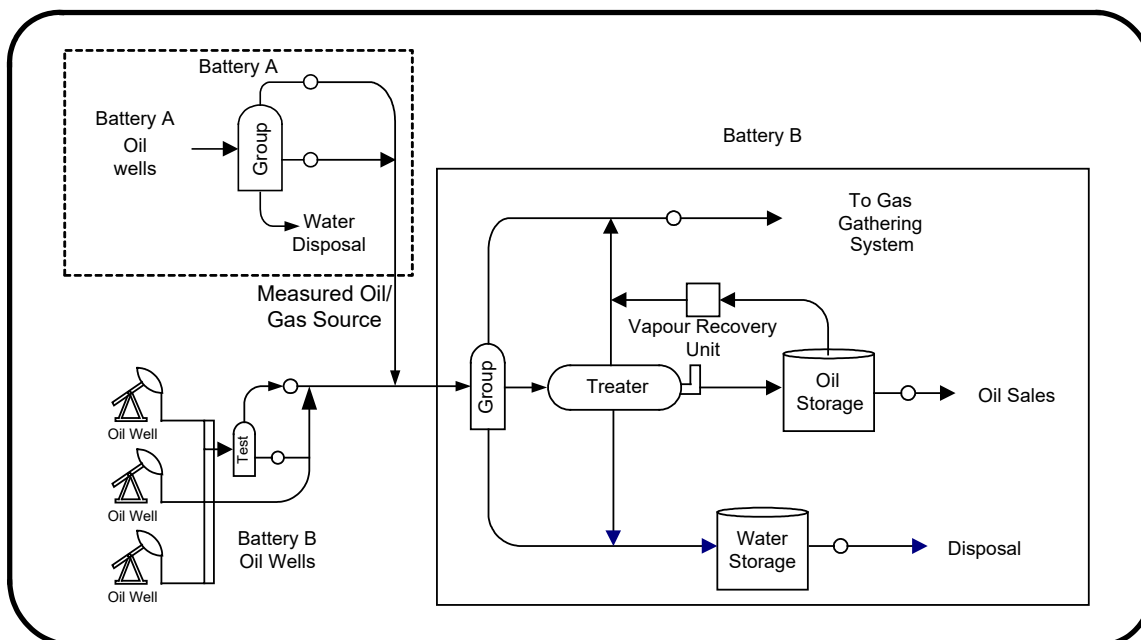 Battery A
Battery A
Oil
wells
Group
Water
Disposal
Measured Oil/
Gas Source
Battery B
To Gas
Gathering
System
Vapour Recovery
Unit
Group
Treater
Oil
Storage
Oil Sales
Oil Well
Test
Oil Well
Oil Well
Battery B
Oil Wells
Water
Storage
Disposal